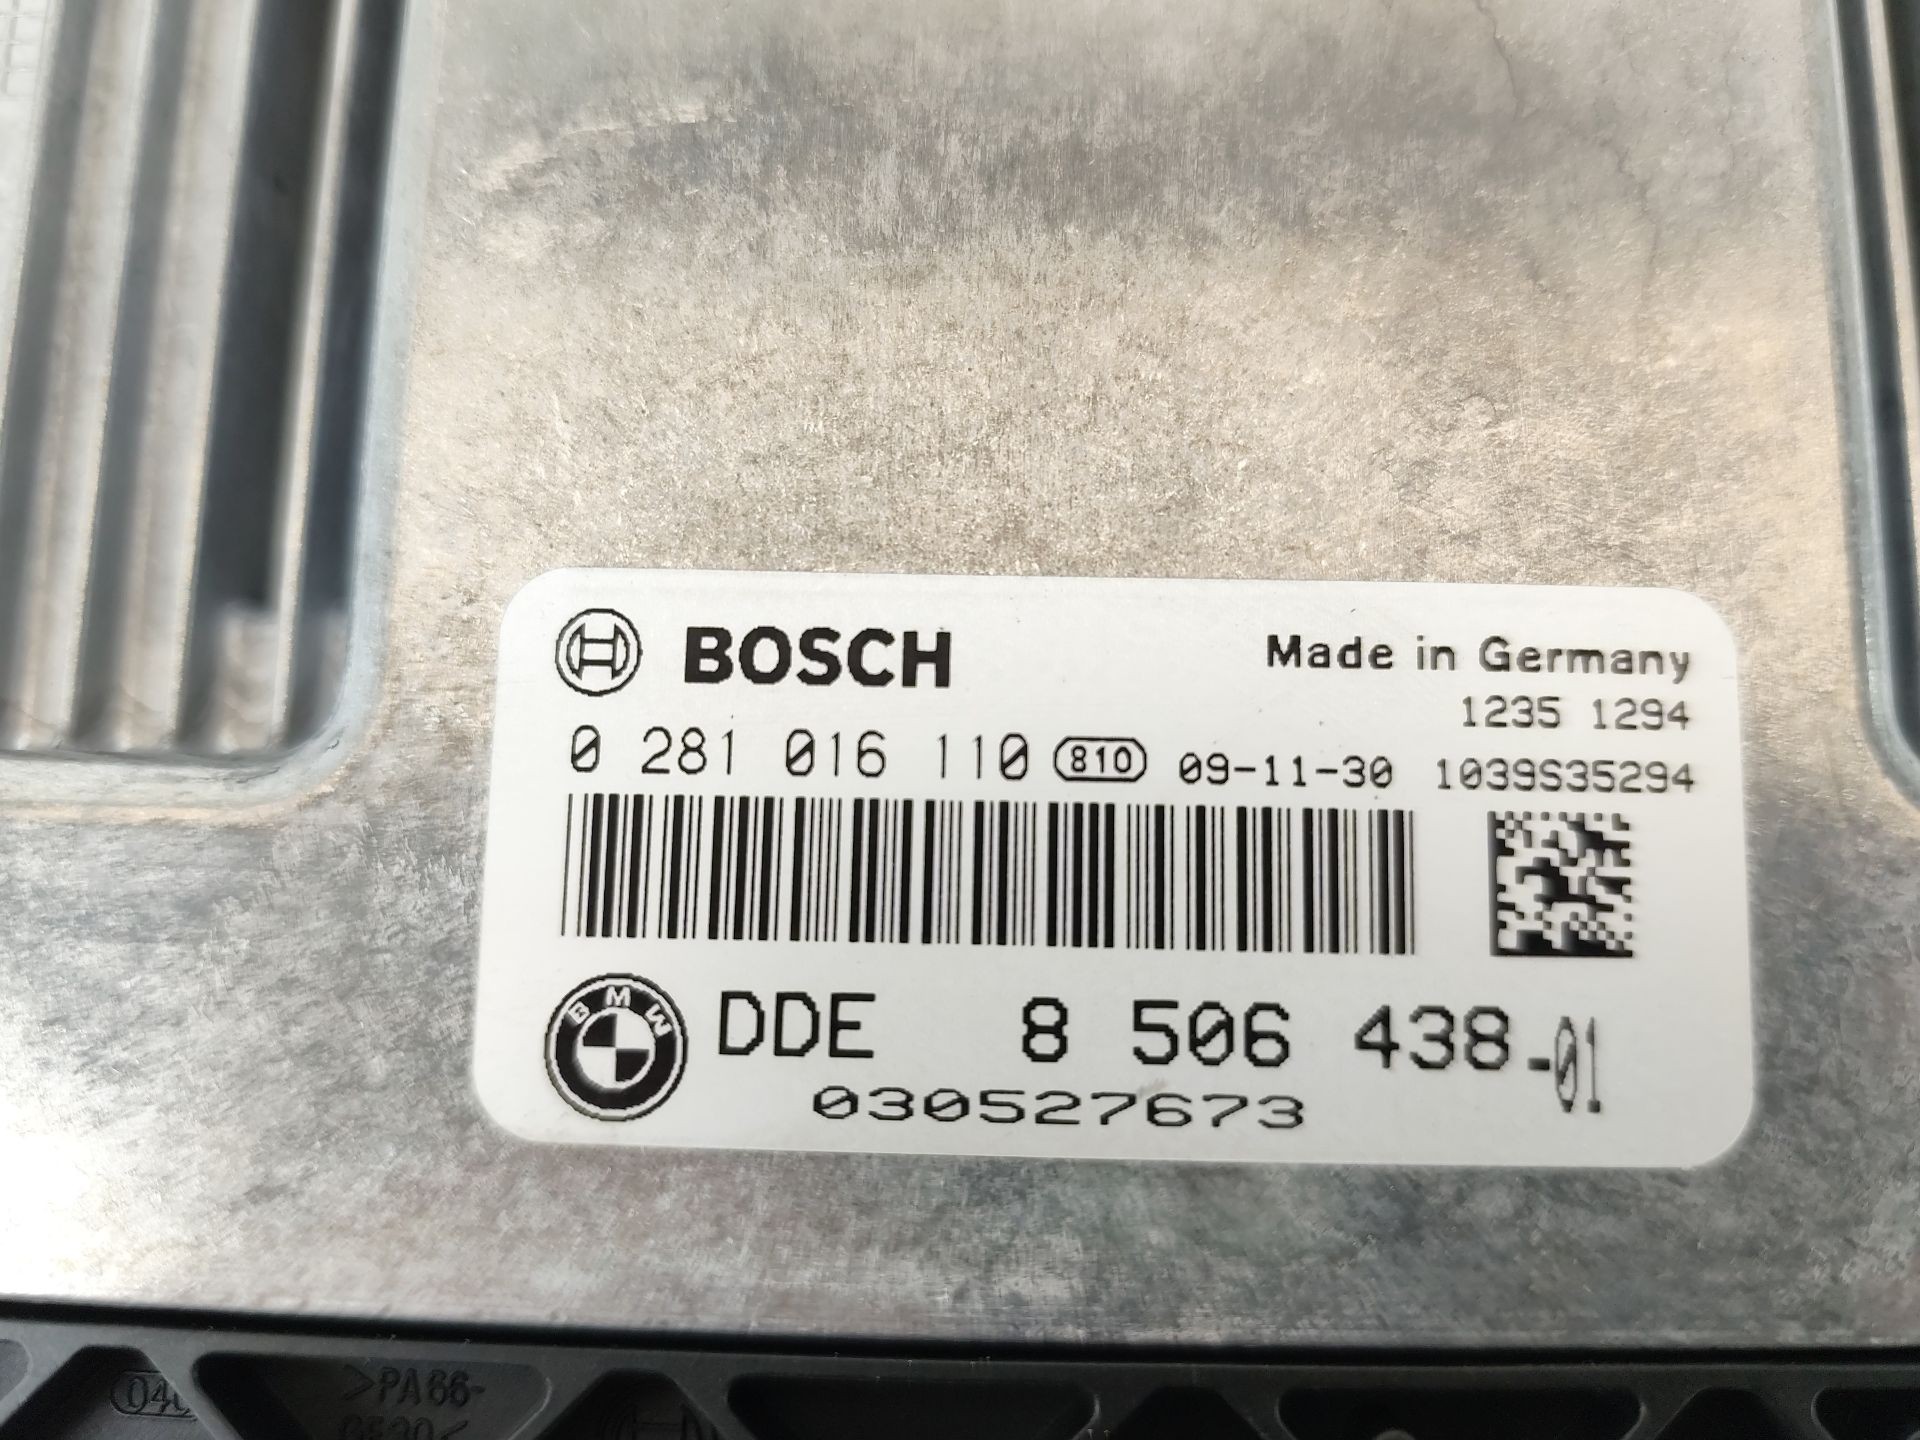 BOSCH
Made in Germany
1235 1294
0 281 016 110 810 09-11-30 1039S35294
BMW DDE 8 506 438-01
030527673
>PA66-